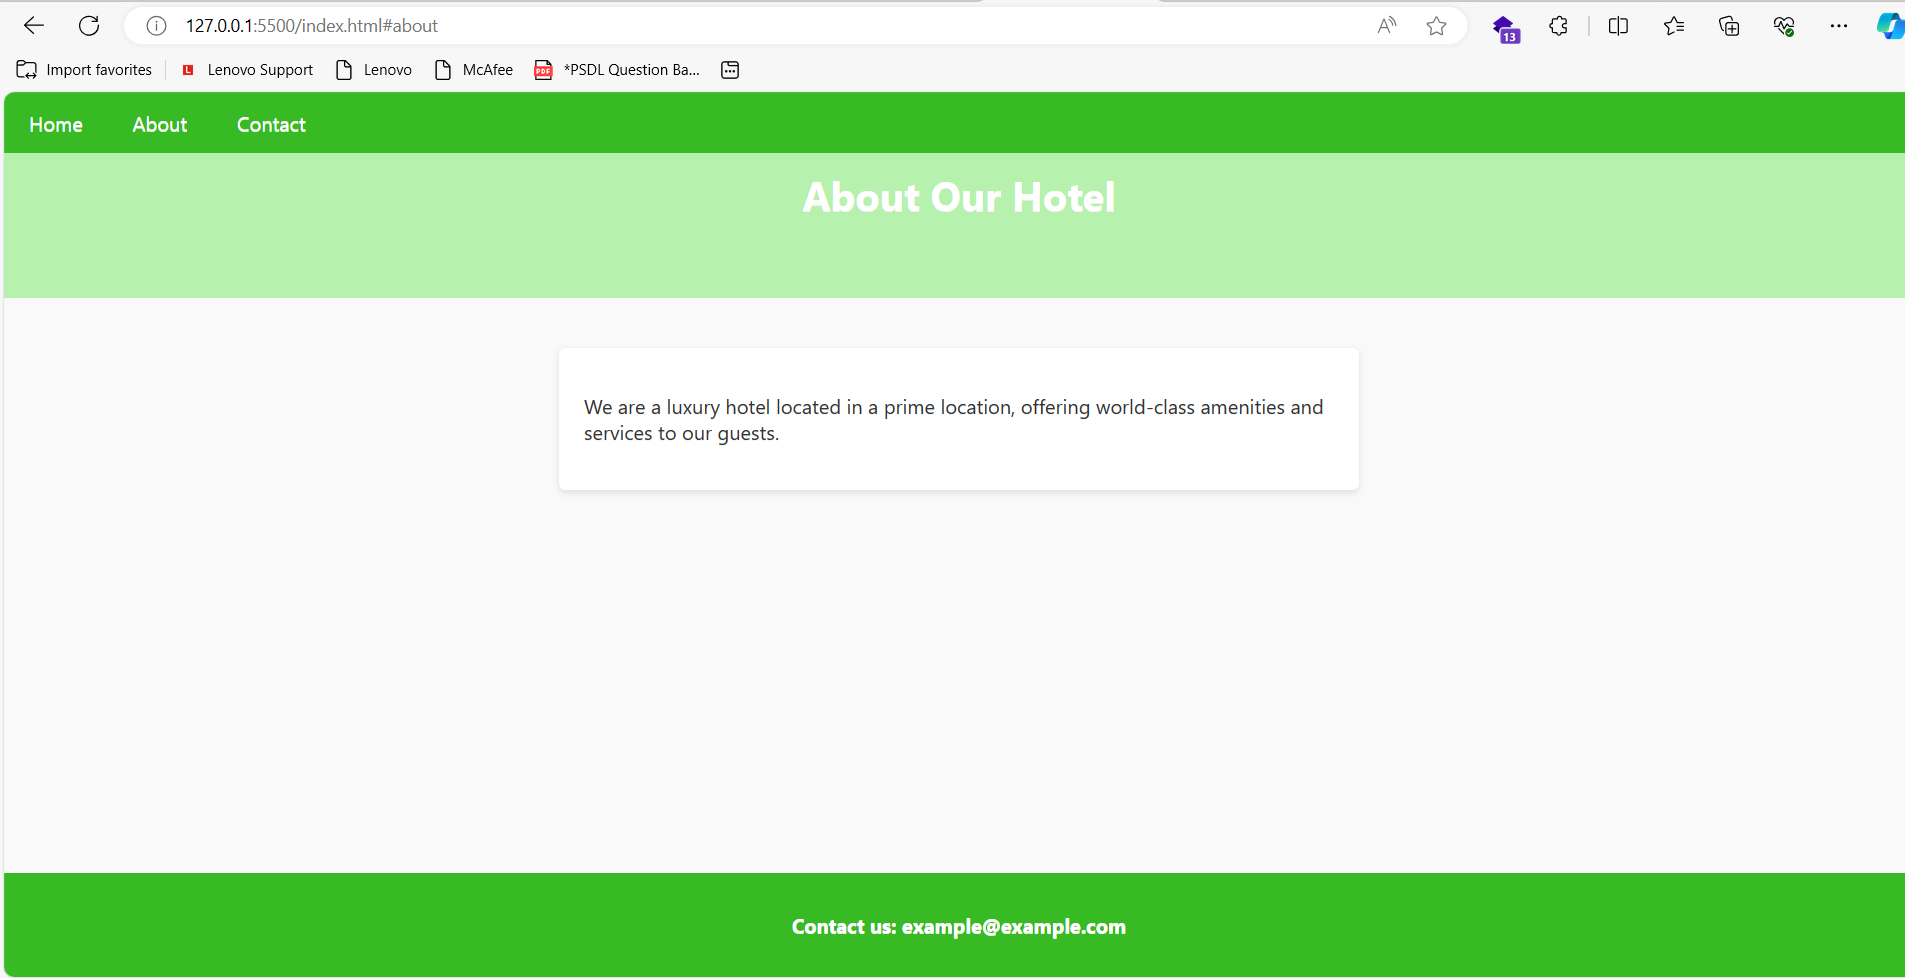 127.0.0.1:5500/index.html#about
A
13
Import favorites
L
Lenovo Support
Lenovo
McAfee
PDF
*PSDL Question Ba...
Home
About
Contact
About Our Hotel
We are a luxury hotel located in a prime location, offering world-class amenities and
services to our guests.
Contact us: example@example.com